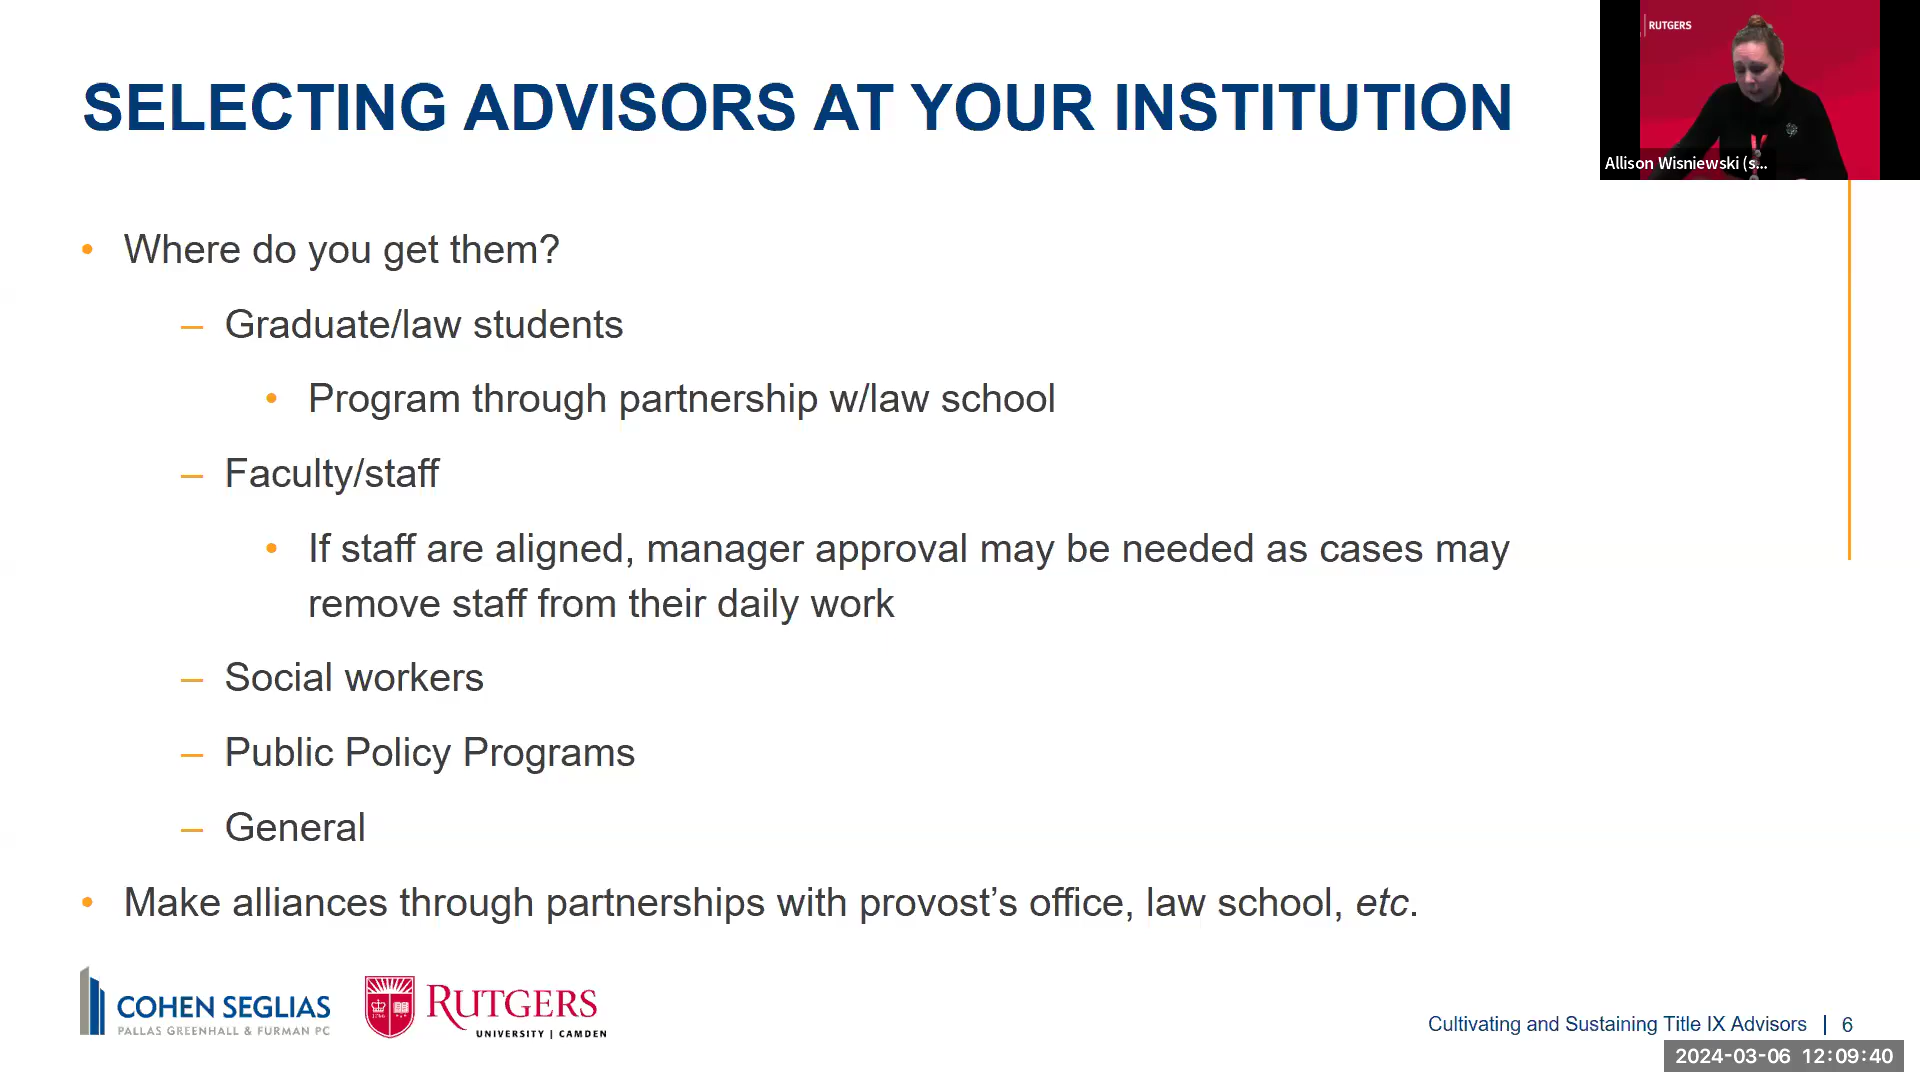 RUTGERS
SELECTING ADVISORS AT YOUR INSTITUTION
Allison Wisniewski (s...
• Where do you get them?
– Graduate/law students
• Program through partnership w/law school
– Faculty/staff
• If staff are aligned, manager approval may be needed as cases may
remove staff from their daily work
– Social workers
– Public Policy Programs
– General
• Make alliances through partnerships with provost’s office, law school, etc.
COHEN SEGLIAS
PALLAS GREENHALL & FURMAN PC
1766
RUTGERS
UNIVERSITY | CAMDEN
Cultivating and Sustaining Title IX Advisors | 6
2024-03-06 12:09:40